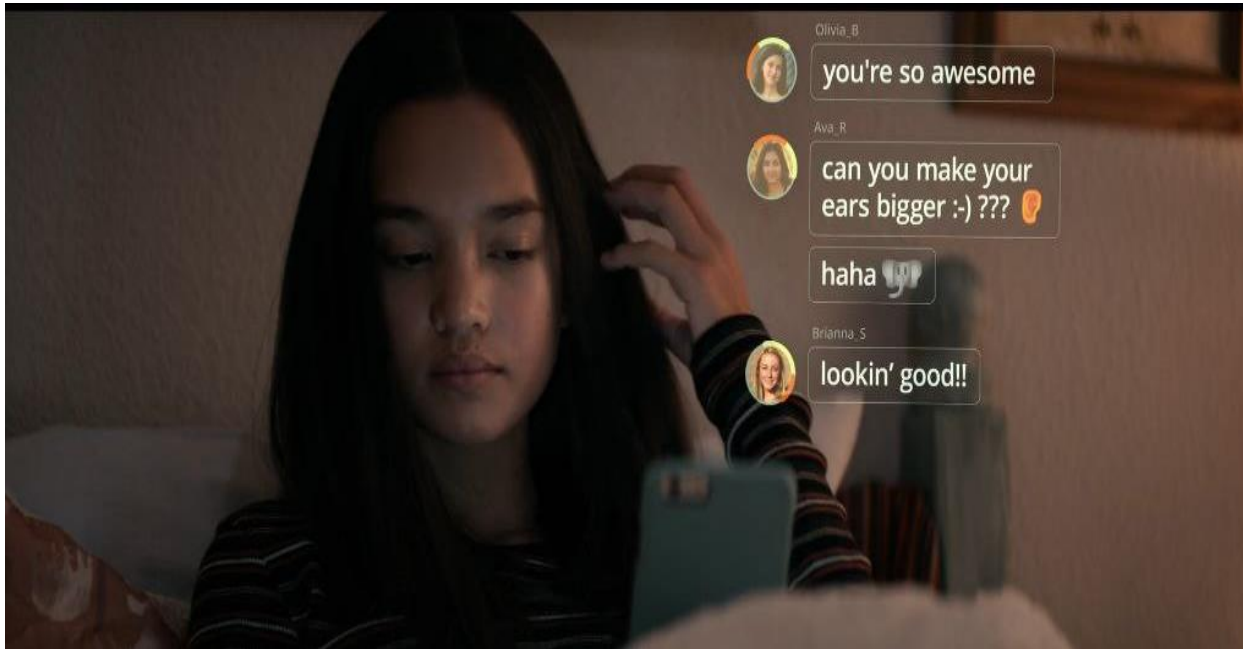 Olivia_B
you're so awesome
Ava_R
can you make your
ears bigger :-) ??? 👂
haha 🐘
Brianna_S
lookin’ good!!